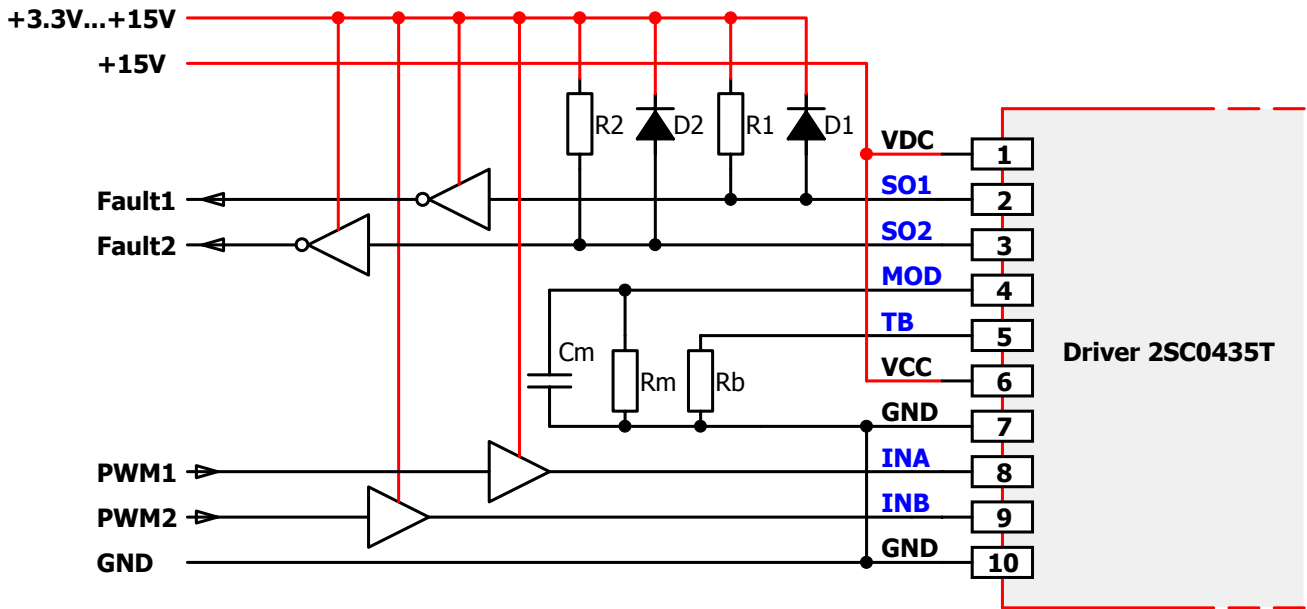 +3.3V...+15V
+15V
R2
D2
R1
D1
VDC
1
Fault1
SO1
2
Fault2
SO2
3
MOD
4
TB
5
Driver 2SC0435T
Cm
Rm
Rb
VCC
6
GND
7
PWM1
INA
8
PWM2
INB
9
GND
GND
10